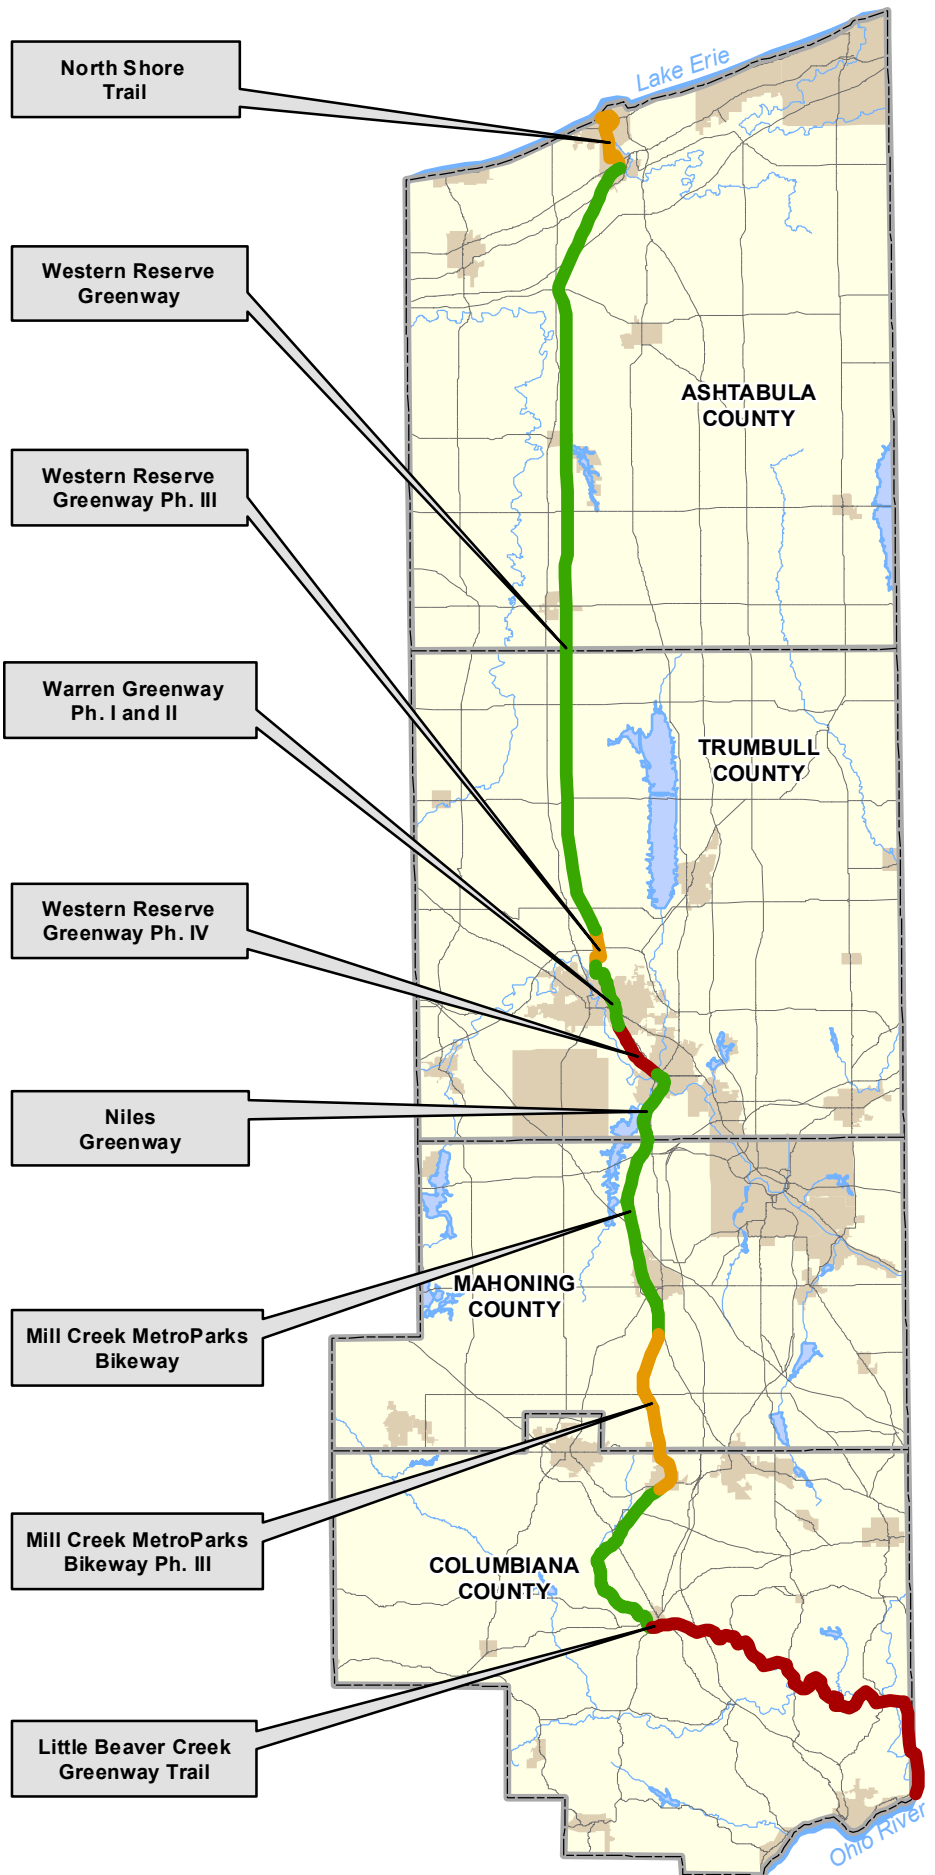 North Shore
Trail
Lake Erie
Western Reserve
Greenway
ASHTABULA
COUNTY
Western Reserve
Greenway Ph. III
Warren Greenway
Ph. I and II
TRUMBULL
COUNTY
Western Reserve
Greenway Ph. IV
Niles
Greenway
MAHONING
COUNTY
Mill Creek MetroParks
Bikeway
Mill Creek MetroParks
Bikeway Ph. III
COLUMBIANA
COUNTY
Little Beaver Creek
Greenway Trail
Ohio River